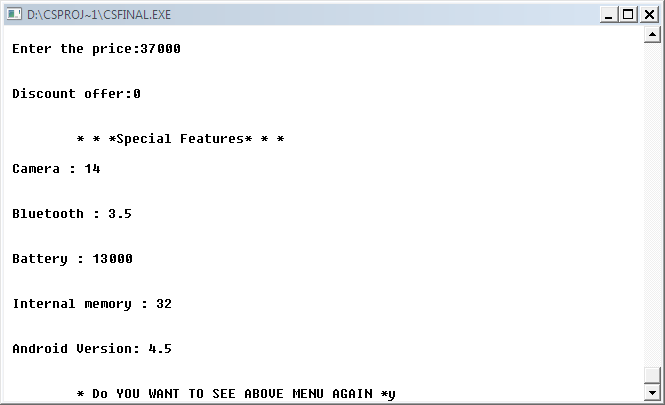 D:\CSPROJ~1\CSFINAL.EXE
Enter the price:37000
Discount offer:0
* * *Special Features* * *
Camera : 14
Bluetooth : 3.5
Battery : 13000
Internal memory : 32
Android Version: 4.5
* Do YOU WANT TO SEE ABOVE MENU AGAIN *y